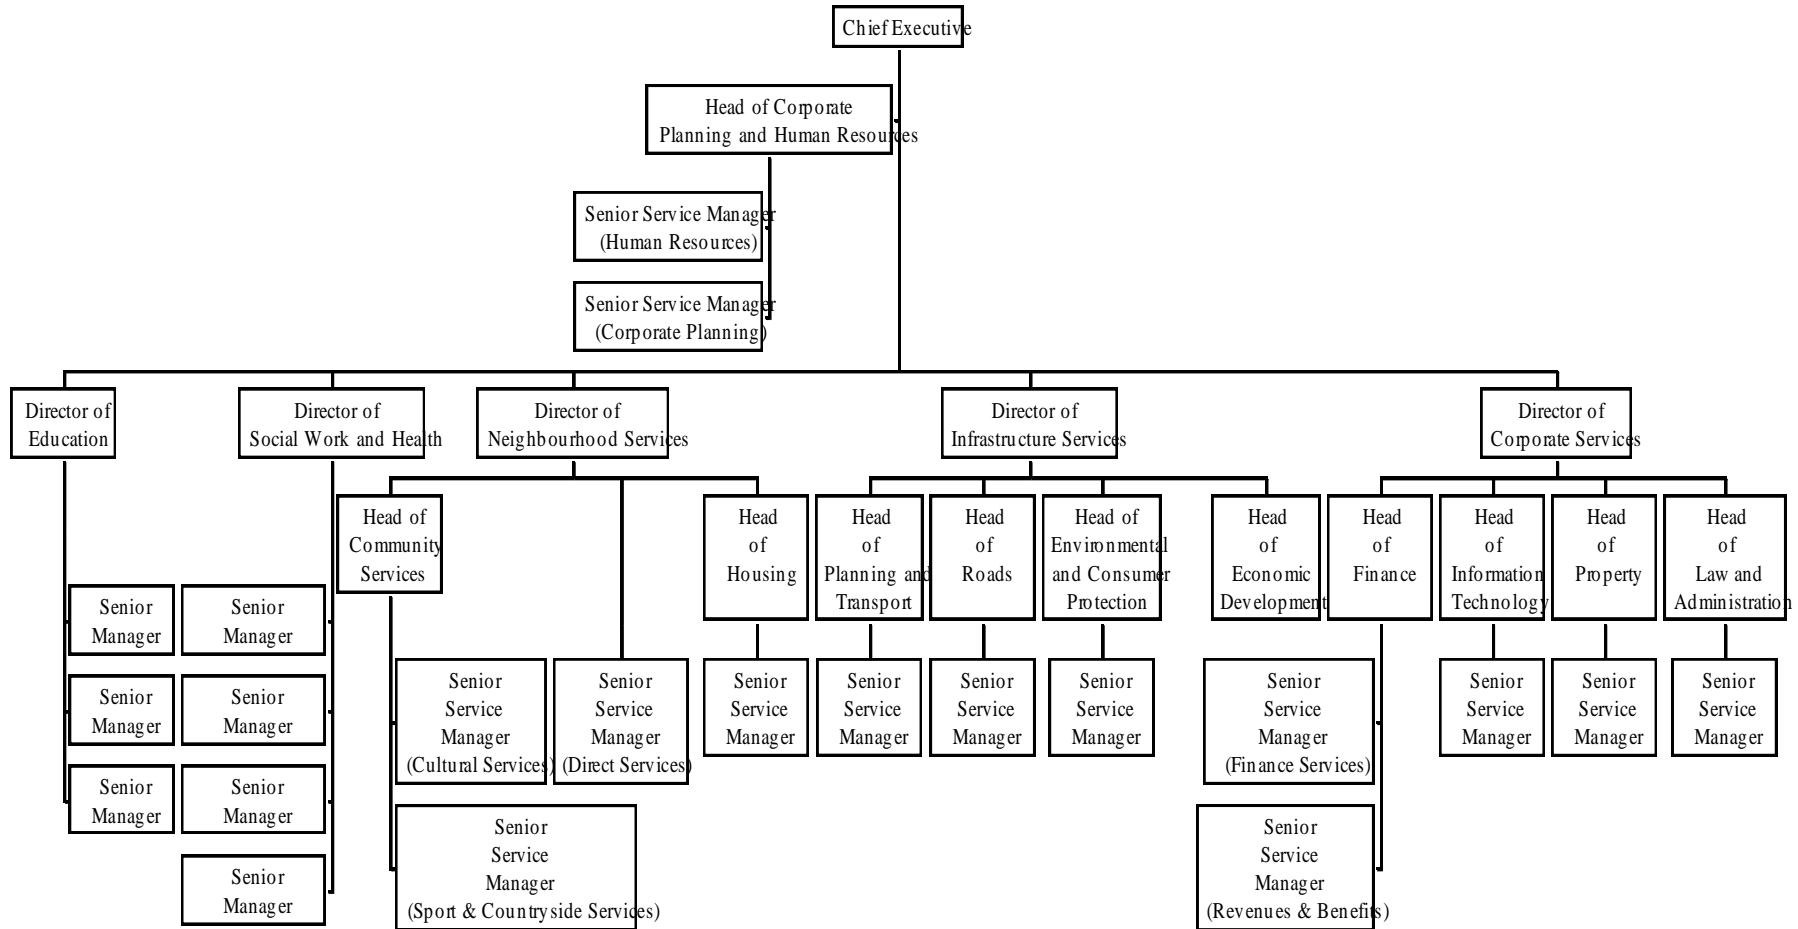 Chief Executive
Head of Corporate
Planning and Human Resources
Senior Service Manager
(Human Resources)
Senior Service Manager
(Corporate Planning)
Director of
Education
Director of
Social Work and Health
Director of
Neighbourhood Services
Director of
Infrastructure Services
Director of
Corporate Services
Head of
Community
Services
Head
of
Housing
Head
of
Planning and
Transport
Head
of
Roads
Head of
Environmental
and Consumer
Protection
Head
of
Economic
Development
Head
of
Finance
Head
of
Information
Technology
Head
of
Property
Head
of
Law and
Administration
Senior
Manager
Senior
Manager
Senior
Manager
Senior
Manager
Senior
Manager
Senior
Manager
Senior
Manager
Senior
Service
Manager
(Cultural Services)
Senior
Service
Manager
(Direct Services)
Senior
Service
Manager
Senior
Service
Manager
Senior
Service
Manager
Senior
Service
Manager
Senior
Service
Manager
(Finance Services)
Senior
Service
Manager
Senior
Service
Manager
Senior
Service
Manager
Senior
Service
Manager
(Sport & Countryside Services)
Senior
Service
Manager
(Revenues & Benefits)